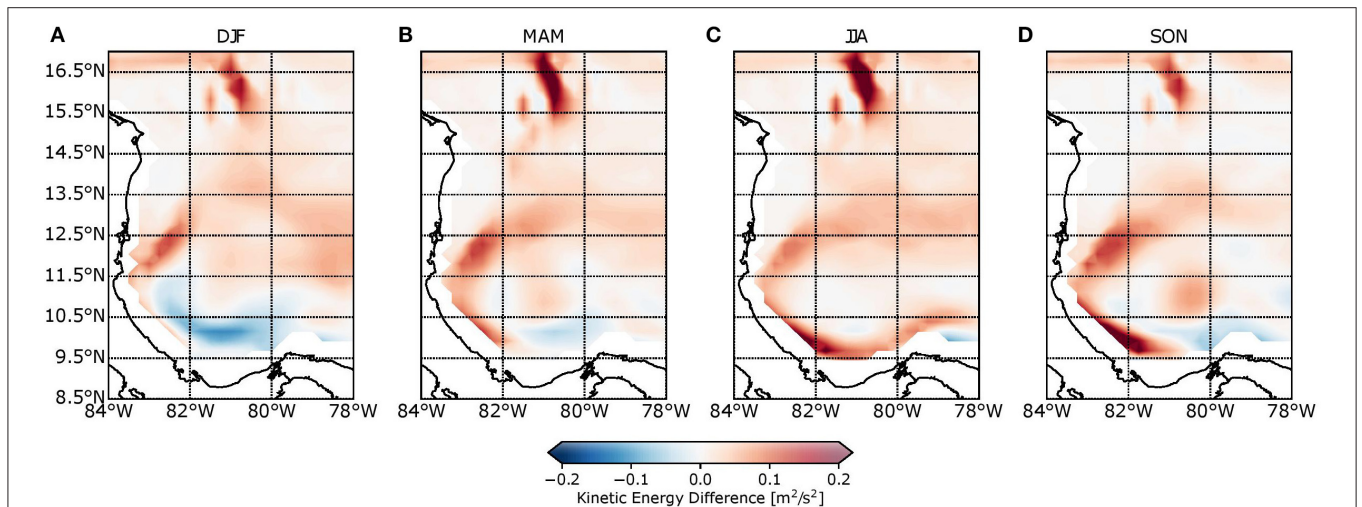 A DJF B MAM C JJA D SON
16.5°N
15.5°N
14.5°N
13.5°N
12.5°N
11.5°N
10.5°N
9.5°N
8.5°N
84°W 82°W 80°W 78°W 84°W 82°W 80°W 78°W 84°W 82°W 80°W 78°W 84°W 82°W 80°W 78°W
−0.2 −0.1 0.0 0.1 0.2
Kinetic Energy Difference [m²/s²]